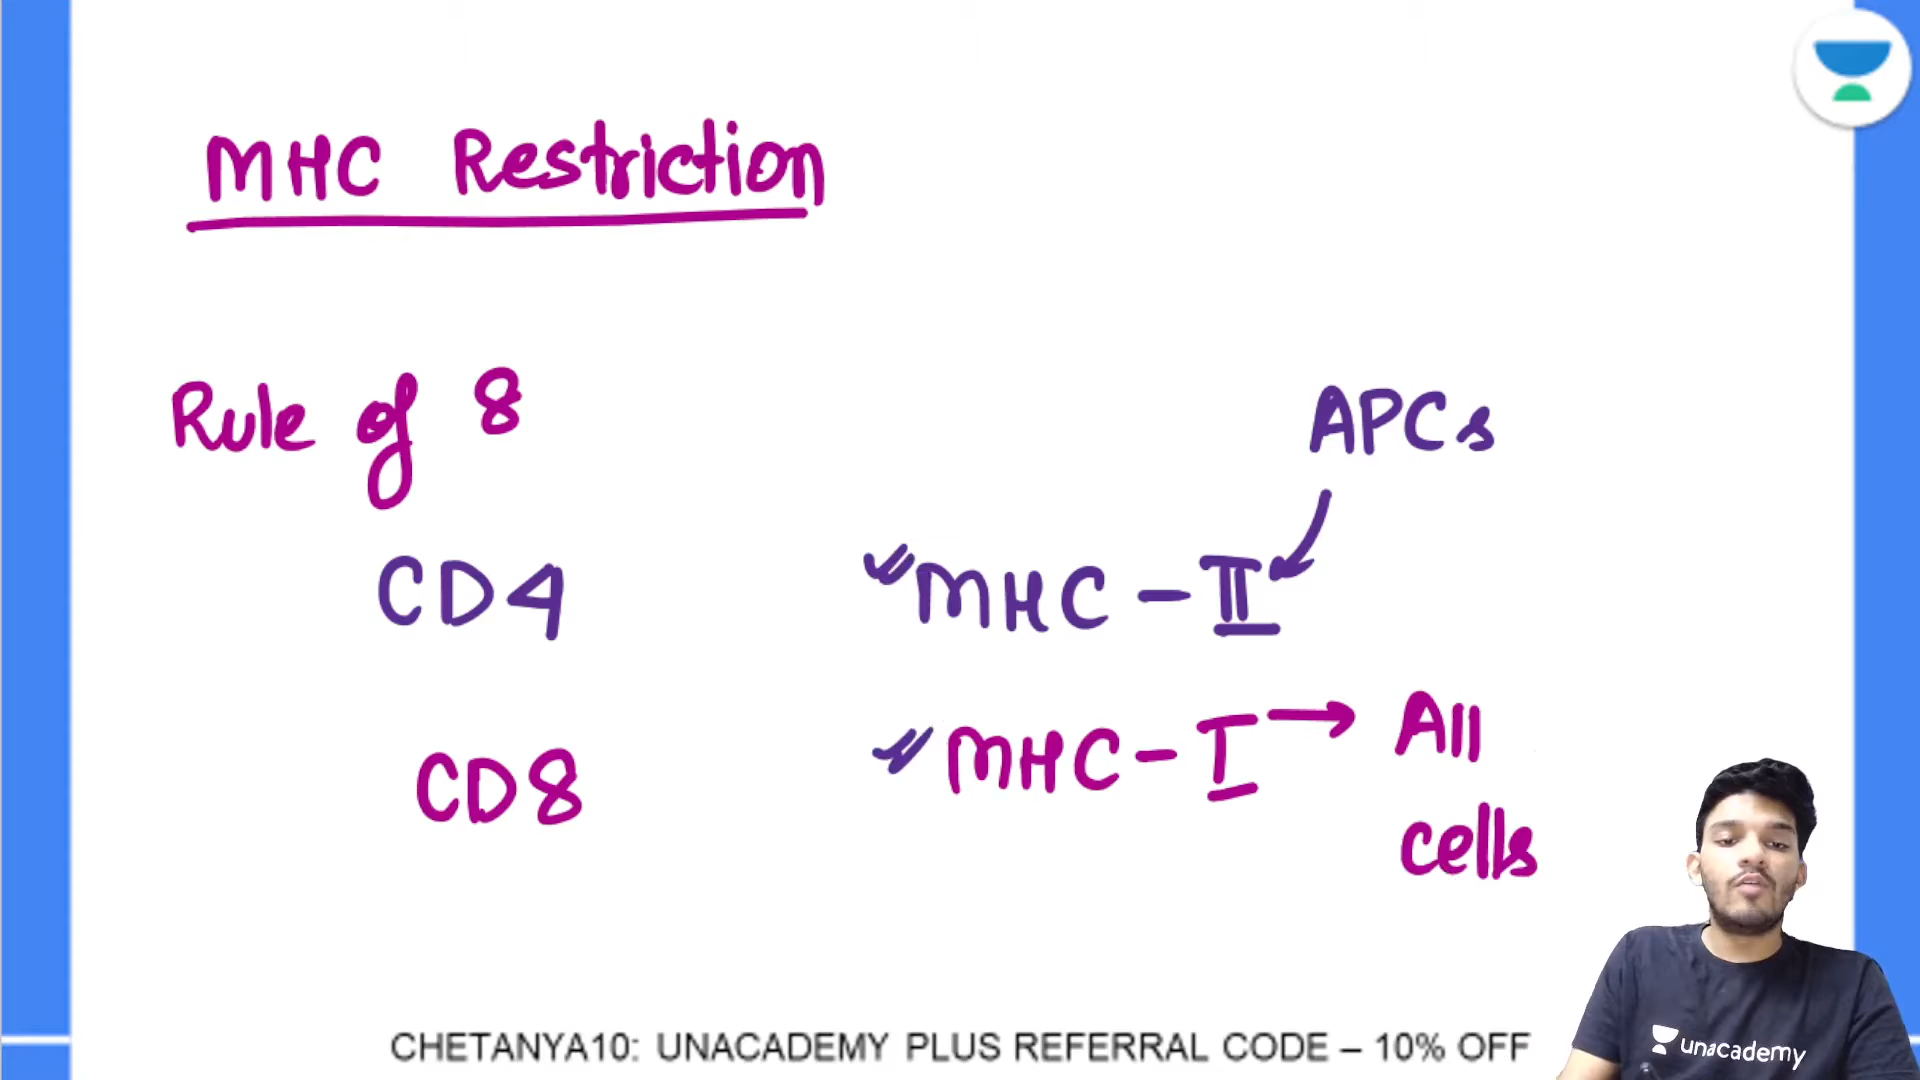 MHC Restriction
Rule of 8
APCs
CD4 MHC - II
CD8 MHC - I → All cells
CHETANYA10: UNACADEMY PLUS REFERRAL CODE – 10% OFF
unacademy